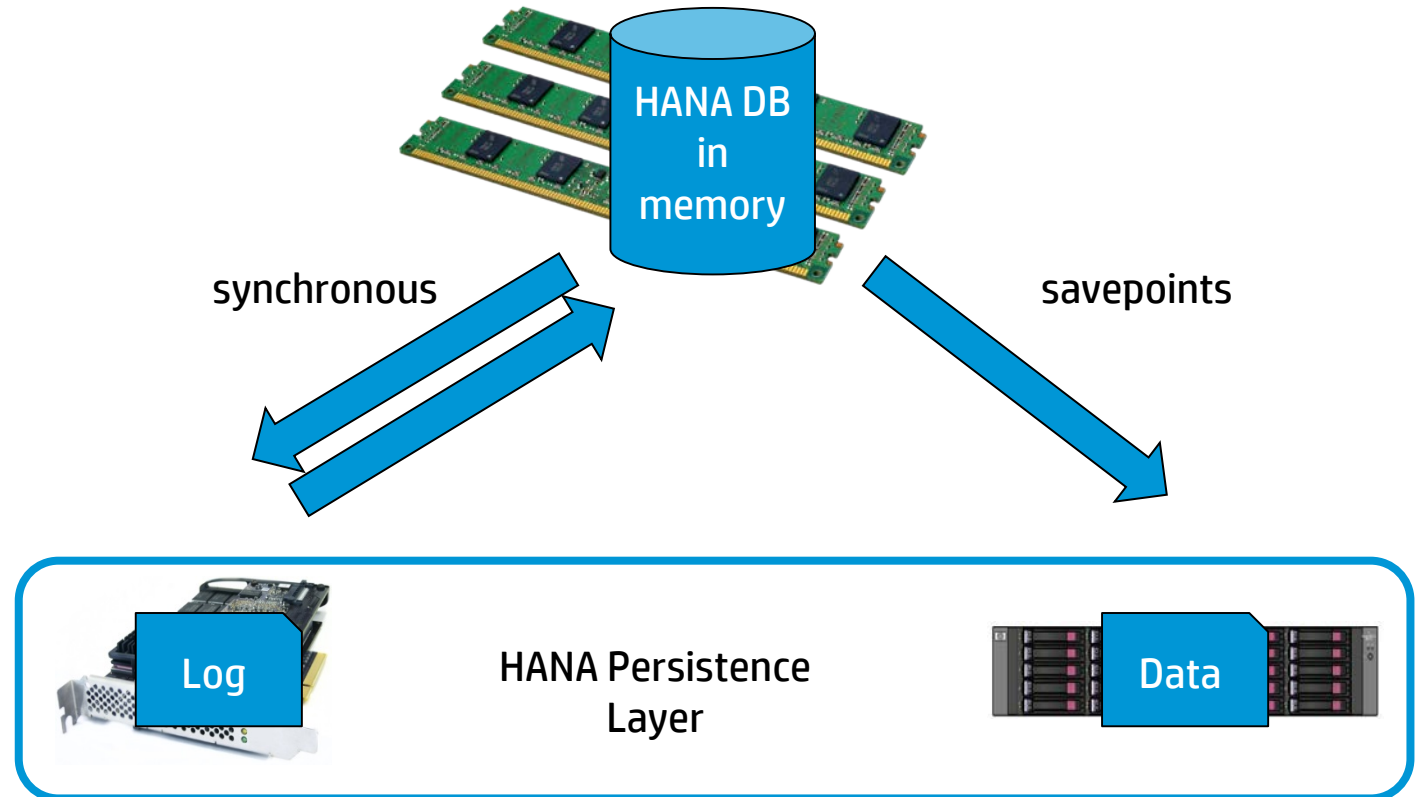 HANA DB
in
memory
synchronous
savepoints
Log
HANA Persistence
Layer
Data